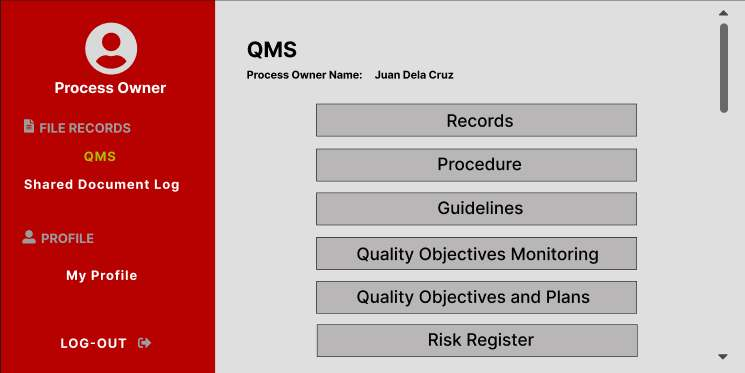 Process Owner
FILE RECORDS
QMS
Shared Document Log
PROFILE
My Profile
LOG-OUT
QMS
Process Owner Name: Juan Dela Cruz
Records
Procedure
Guidelines
Quality Objectives Monitoring
Quality Objectives and Plans
Risk Register